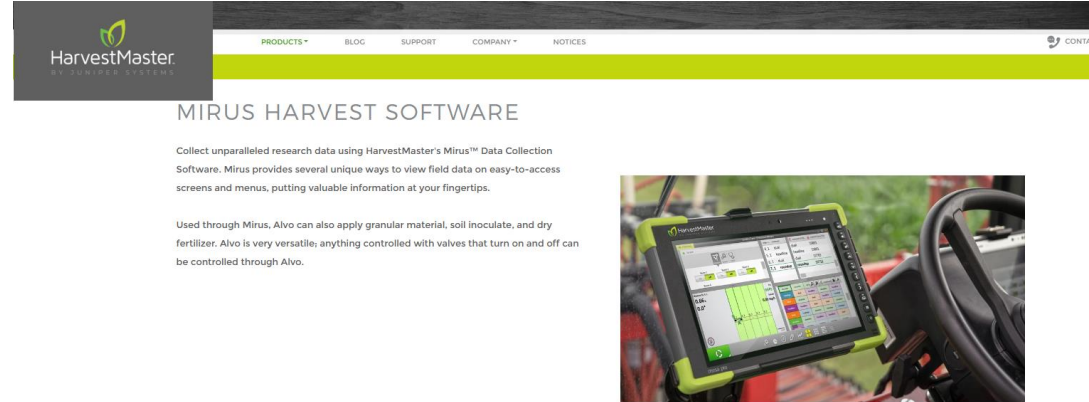 HarvestMaster
BY JUNIPER SYSTEMS
PRODUCTS
BLOG
SUPPORT
COMPANY
NOTICES
CONTA
MIRUS HARVEST SOFTWARE
Collect unparalleled research data using HarvestMaster's Mirus™ Data Collection
Software. Mirus provides several unique ways to view field data on easy-to-access
screens and menus, putting valuable information at your fingertips.
Used through Mirus, Alvo can also apply granular material, soil inoculate, and dry
fertilizer. Alvo is very versatile; anything controlled with valves that turn on and off can
be controlled through Alvo.
HarvestMaster